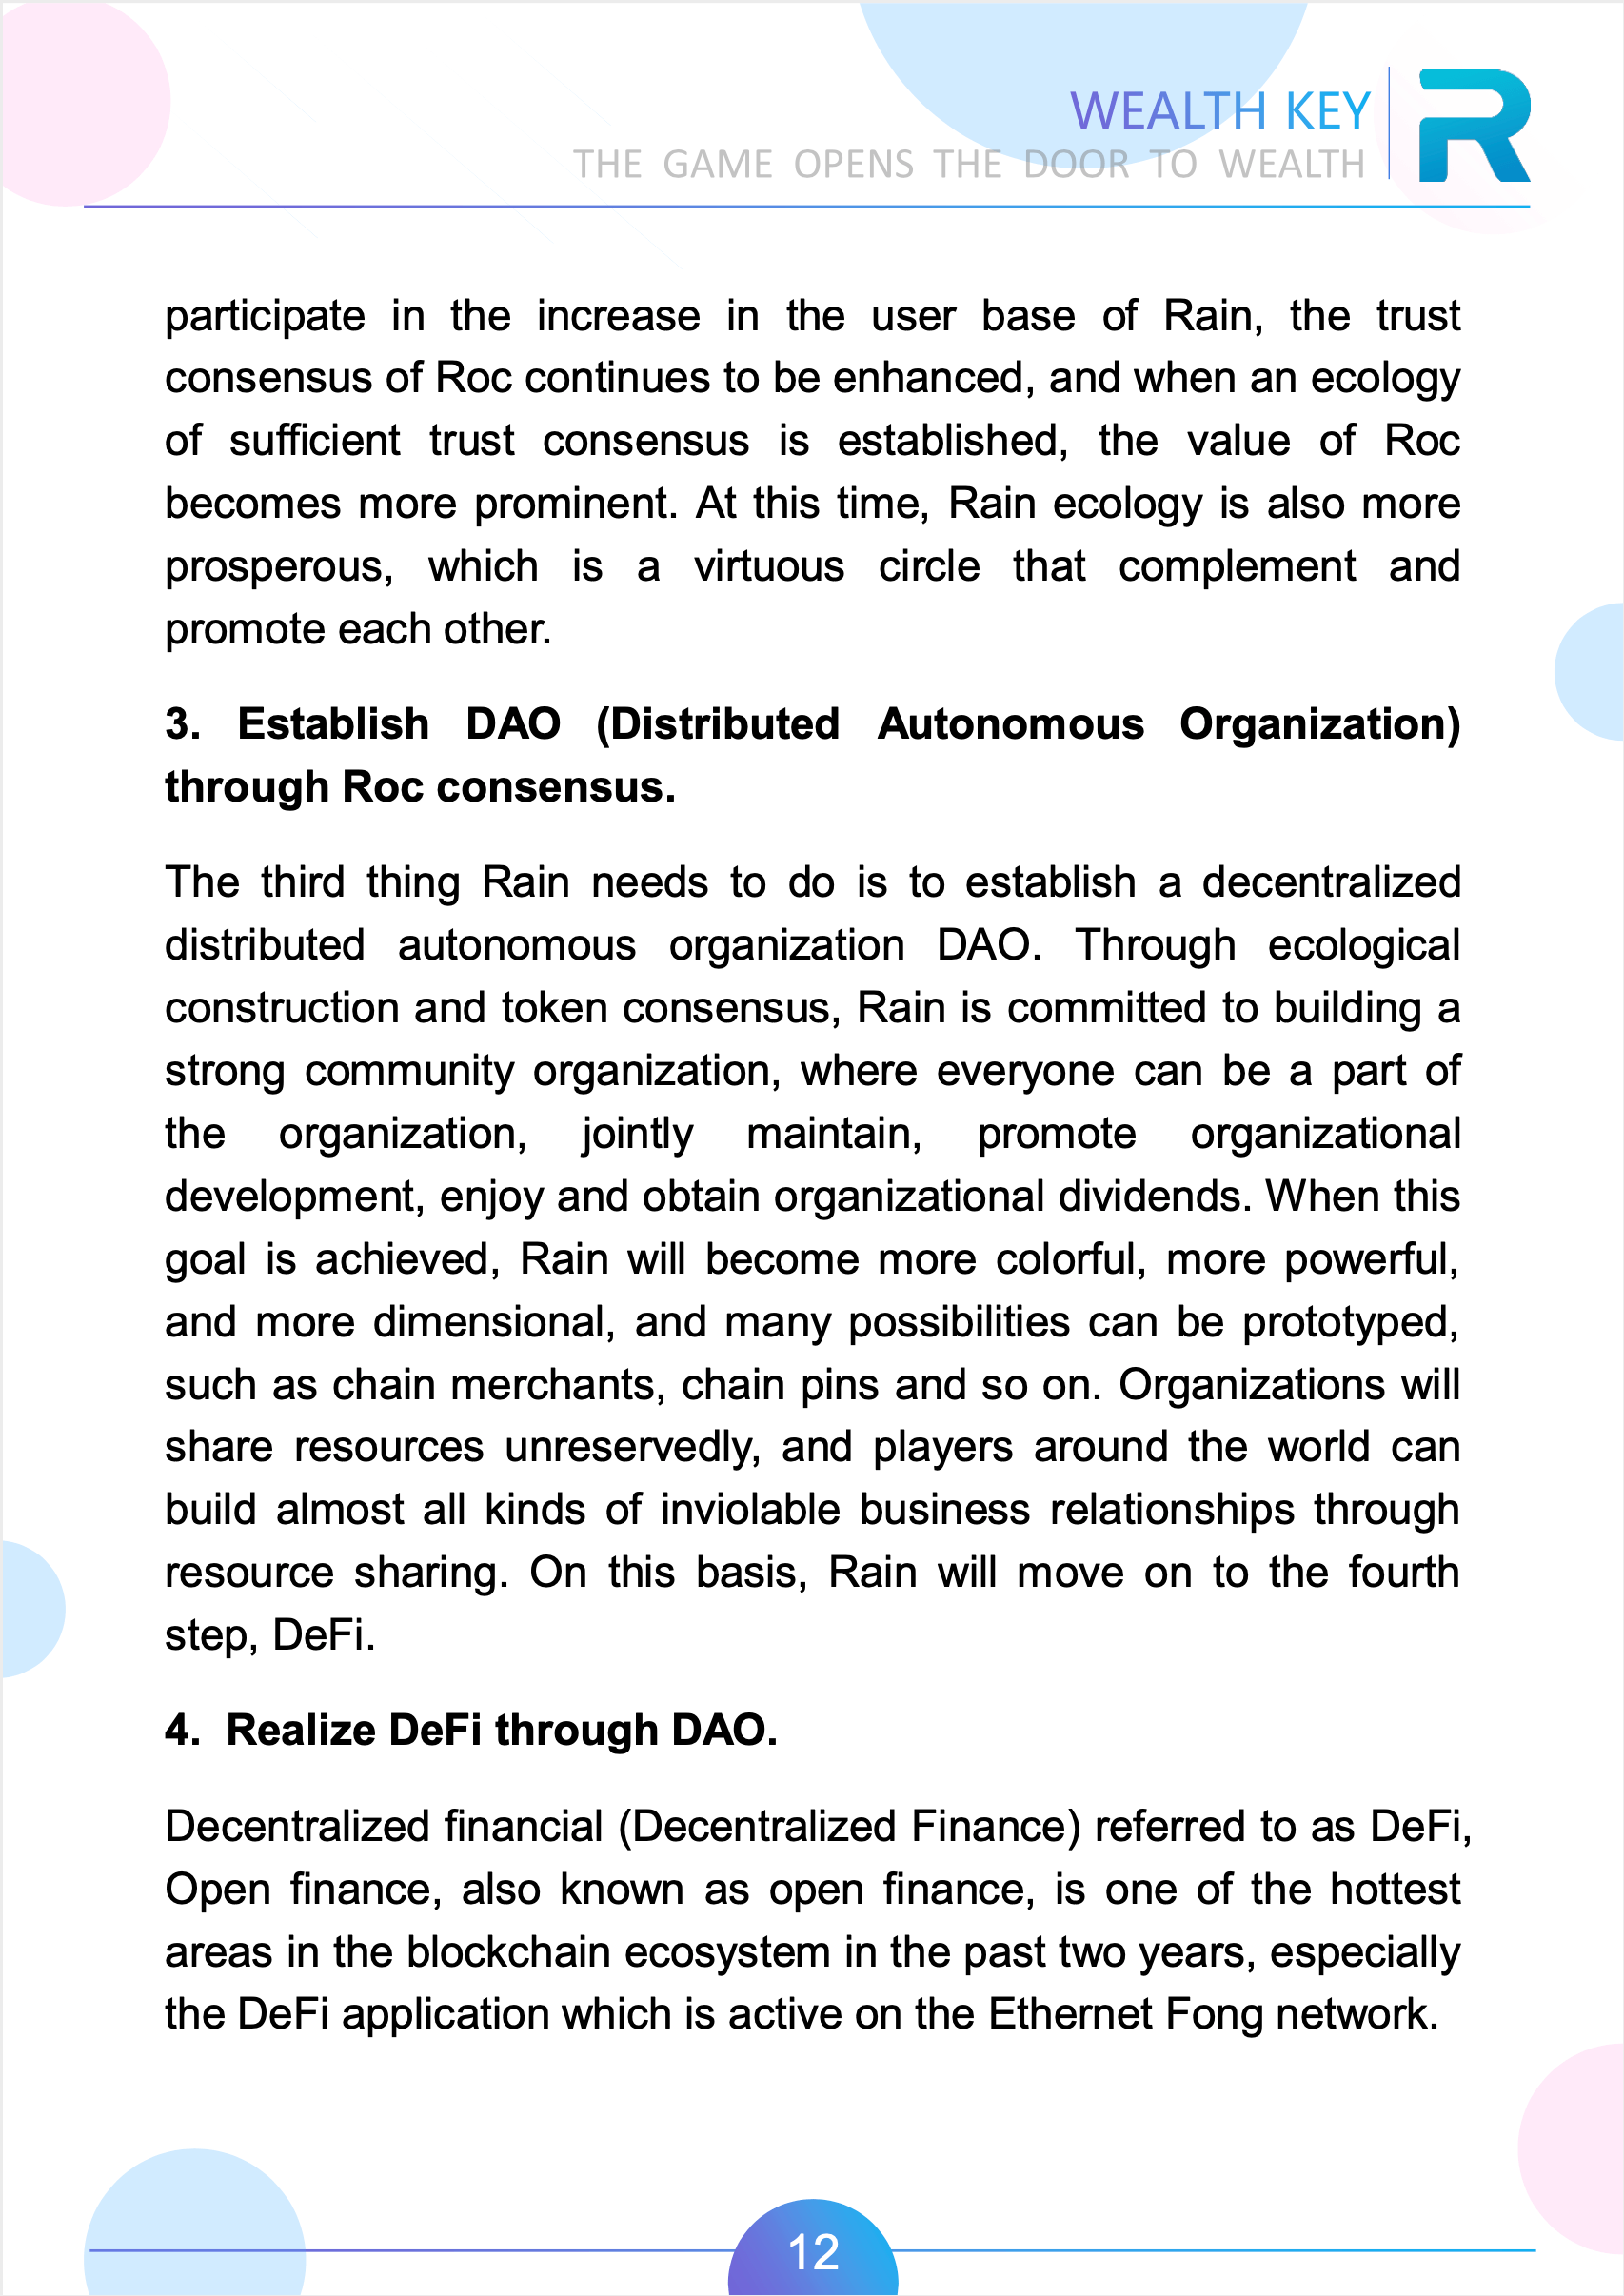 WEALTH KEY
THE GAME OPENS THE DOOR TO WEALTH
participate in the increase in the user base of Rain, the trust
consensus of Roc continues to be enhanced, and when an ecology
of sufficient trust consensus is established, the value of Roc
becomes more prominent. At this time, Rain ecology is also more
prosperous, which is a virtuous circle that complement and
promote each other.
3. Establish DAO (Distributed Autonomous Organization)
through Roc consensus.
The third thing Rain needs to do is to establish a decentralized
distributed autonomous organization DAO. Through ecological
construction and token consensus, Rain is committed to building a
strong community organization, where everyone can be a part of
the organization, jointly maintain, promote organizational
development, enjoy and obtain organizational dividends. When this
goal is achieved, Rain will become more colorful, more powerful,
and more dimensional, and many possibilities can be prototyped,
such as chain merchants, chain pins and so on. Organizations will
share resources unreservedly, and players around the world can
build almost all kinds of inviolable business relationships through
resource sharing. On this basis, Rain will move on to the fourth
step, DeFi.
4. Realize DeFi through DAO.
Decentralized financial (Decentralized Finance) referred to as DeFi,
Open finance, also known as open finance, is one of the hottest
areas in the blockchain ecosystem in the past two years, especially
the DeFi application which is active on the Ethernet Fong network.
12